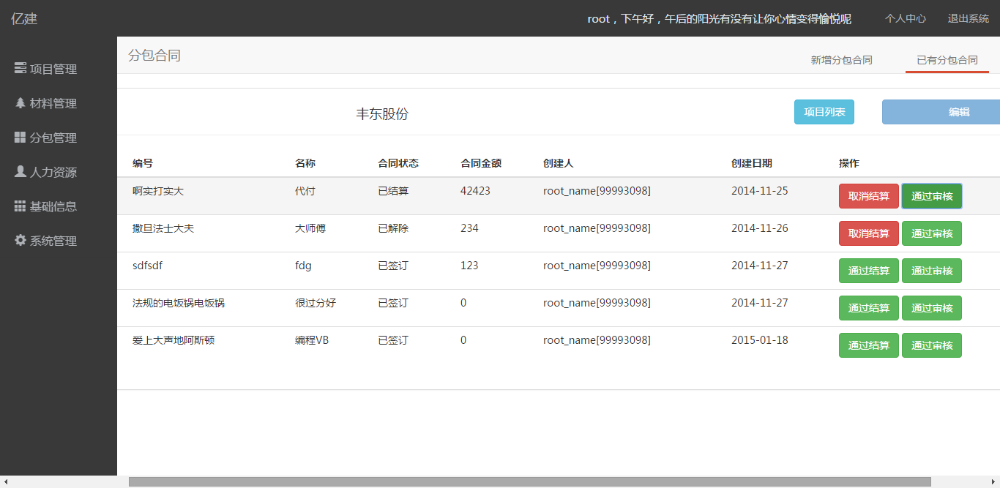 亿建
root，下午好，午后的阳光有没有让你心情变得愉悦呢 个人中心 退出系统
项目管理
材料管理
分包管理
人力资源
基础信息
系统管理
分包合同
新增分包合同 已有分包合同
丰东股份 项目列表 编辑
编号 名称 合同状态 合同金额 创建人 创建日期 操作
啊实打实大 代付 已结算 42423 root_name[99993098] 2014-11-25 取消结算 通过审核
撒旦法士大夫 大师傅 已解除 234 root_name[99993098] 2014-11-26 取消结算 通过审核
sdfsdf fdg 已签订 123 root_name[99993098] 2014-11-27 通过结算 通过审核
法规的电饭锅电饭锅 很过分好 已签订 0 root_name[99993098] 2014-11-27 通过结算 通过审核
爱上大声地阿斯顿 编程VB 已签订 0 root_name[99993098] 2015-01-18 通过结算 通过审核